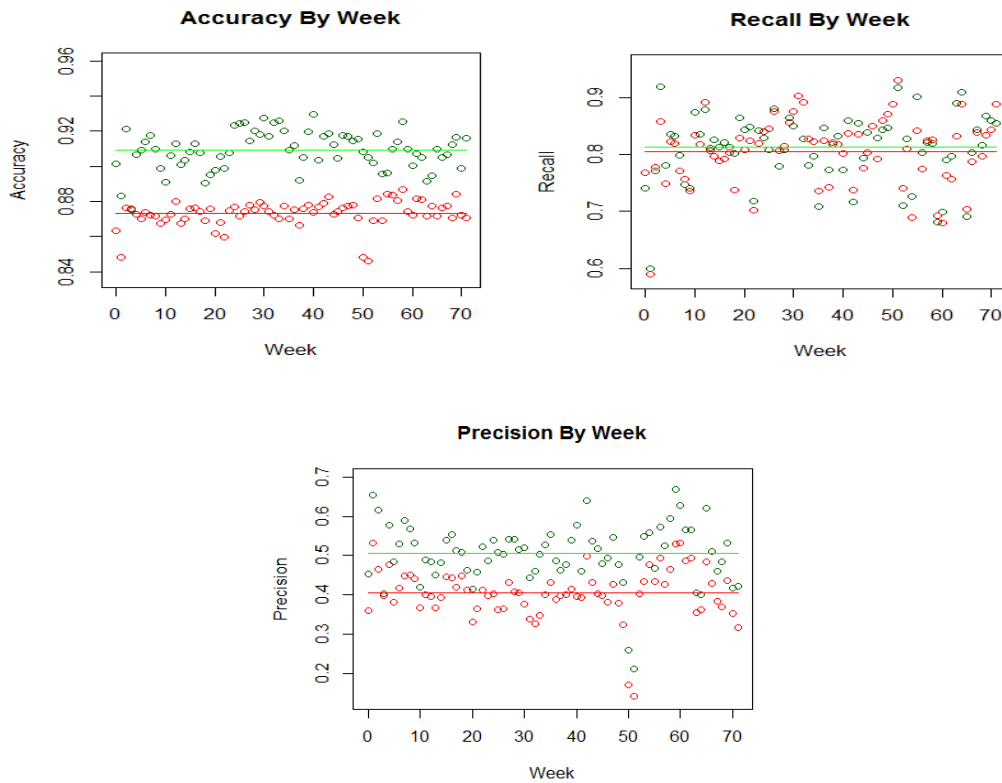 Accuracy By Week
0.96
0.92
0.88
0.84
Accuracy
0 10 20 30 40 50 60 70
Week
Recall By Week
0.9
0.8
0.7
0.6
Recall
0 10 20 30 40 50 60 70
Week
Precision By Week
0.7
0.6
0.5
0.4
0.3
0.2
Precision
0 10 20 30 40 50 60 70
Week